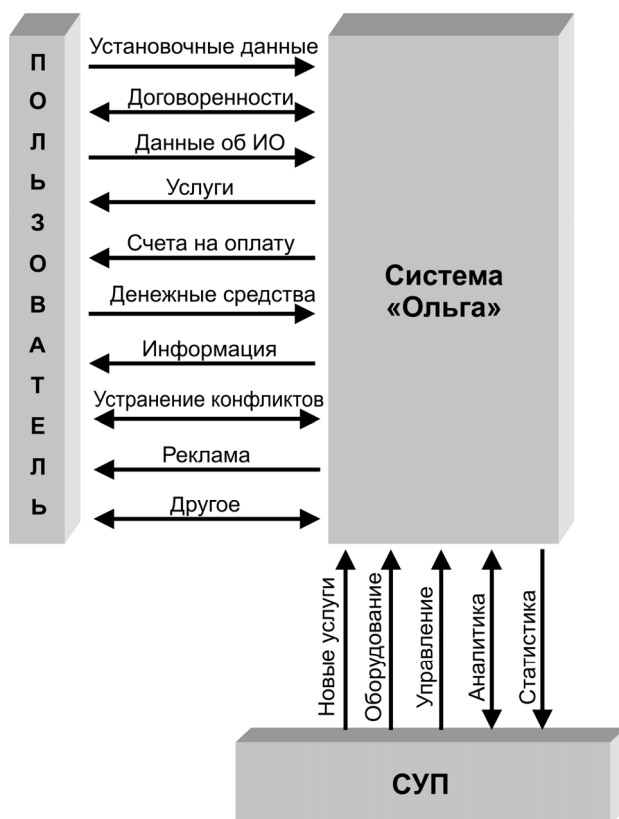 ПОЛЬЗОВАТЕЛЬ
Установочные данные
Договоренности
Данные об ИО
Услуги
Счета на оплату
Денежные средства
Информация
Устранение конфликтов
Реклама
Другое
Система
«Ольга»
Новые услуги
Оборудование
Управление
Аналитика
Статистика
СУП